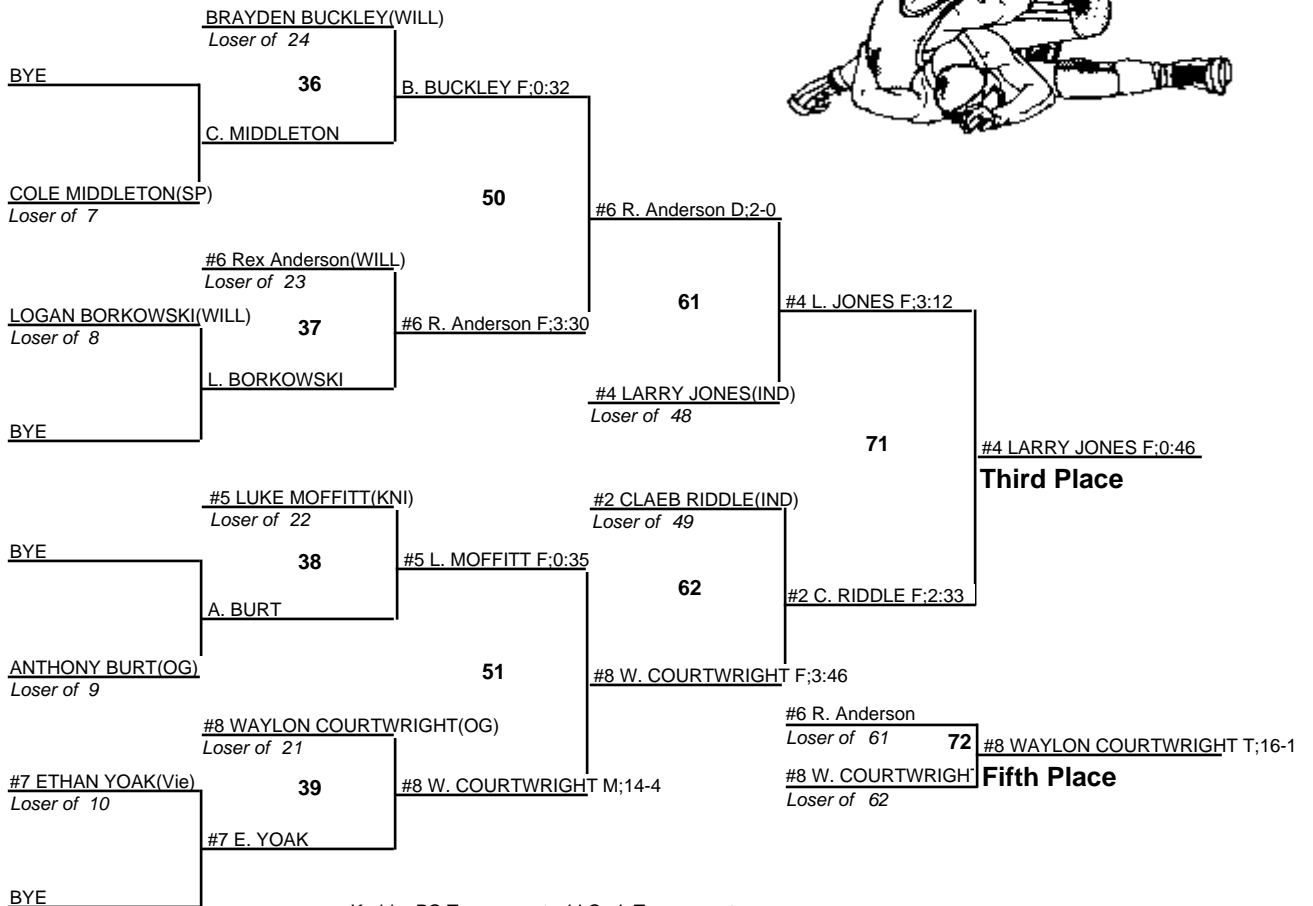 BRAYDEN BUCKLEY(WILL)
Loser of 24
BYE
36
B. BUCKLEY F;0:32
C. MIDDLETON
COLE MIDDLETON(SP)
Loser of 7
50
#6 R. Anderson D;2-0
#6 Rex Anderson(WILL)
Loser of 23
LOGAN BORKOWSKI(WILL)
Loser of 8
37
#6 R. Anderson F;3:30
61
#4 L. JONES F;3:12
L. BORKOWSKI
#4 LARRY JONES(IND)
Loser of 48
BYE
71
#4 LARRY JONES F;0:46
Third Place
#5 LUKE MOFFITT(KNI)
Loser of 22
#2 CLAEB RIDDLE(IND)
Loser of 49
BYE
38
#5 L. MOFFITT F;0:35
62
#2 C. RIDDLE F;2:33
A. BURT
ANTHONY BURT(OG)
Loser of 9
51
#8 W. COURTWRIGHT F;3:46
#8 WAYLON COURTWRIGHT(OG)
Loser of 21
#6 R. Anderson
Loser of 61
72
#8 WAYLON COURTWRIGHT T;16-1
Fifth Place
#7 ETHAN YOAK(Vie)
Loser of 10
39
#8 W. COURTWRIGHT M;14-4
#8 W. COURTWRIGH
Loser of 62
#7 E. YOAK
BYE